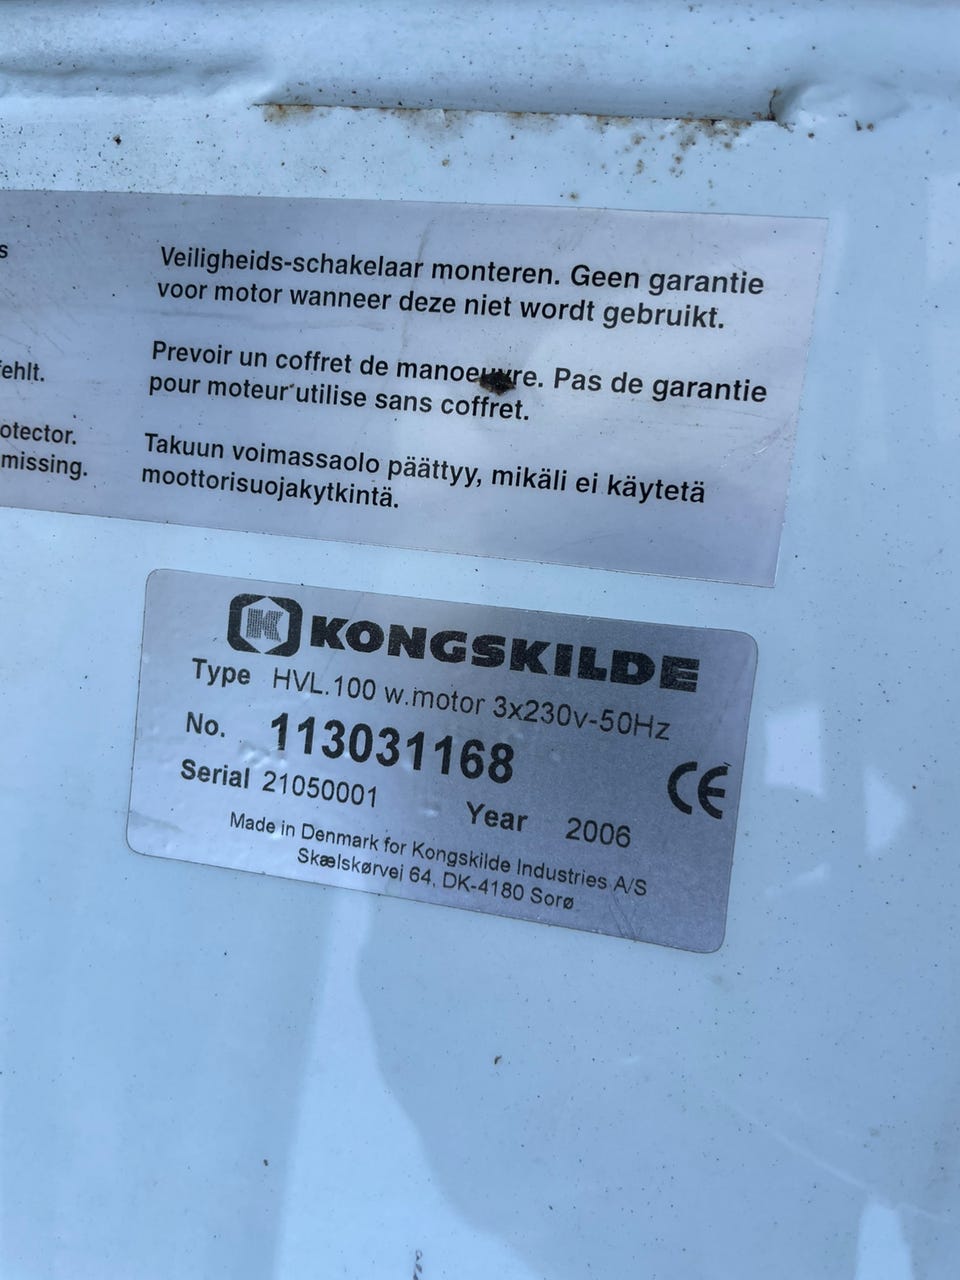 s
Veiligheids-schakelaar monteren. Geen garantie
voor motor wanneer deze niet wordt gebruikt.
ehlt.
Prevoir un coffret de manoeuvre. Pas de garantie
pour moteur utilise sans coffret.
otector.
missing.
Takuun voimassaolo päättyy, mikäli ei käytetä
moottorisuojakytkintä.
K KONGSKILDE
Type HVL.100 w.motor 3x230v-50Hz
No. 113031168
CE
Serial 21050001 Year 2006
Made in Denmark for Kongskilde Industries A/S
Skælskørvej 64, DK-4180 Sorø